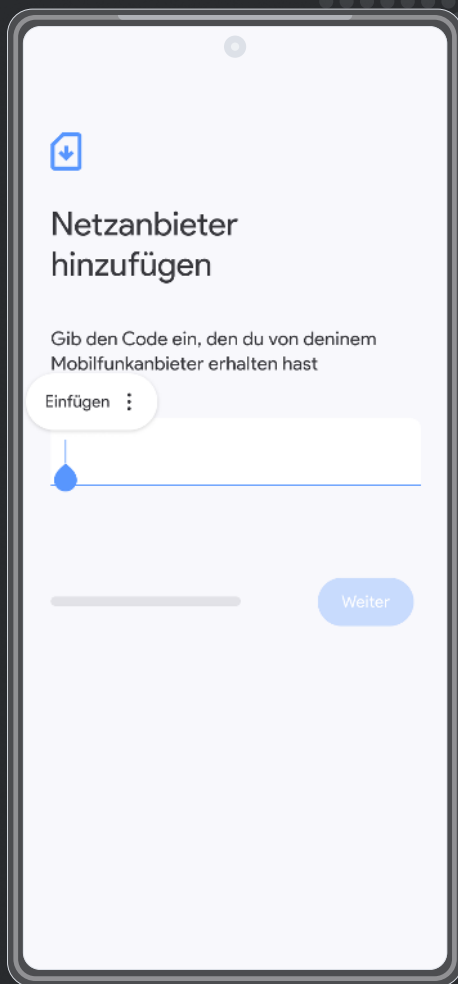 Netzanbieter
hinzufügen
Gib den Code ein, den du von deninem
Mobilfunkanbieter erhalten hast
Einfügen
Weiter